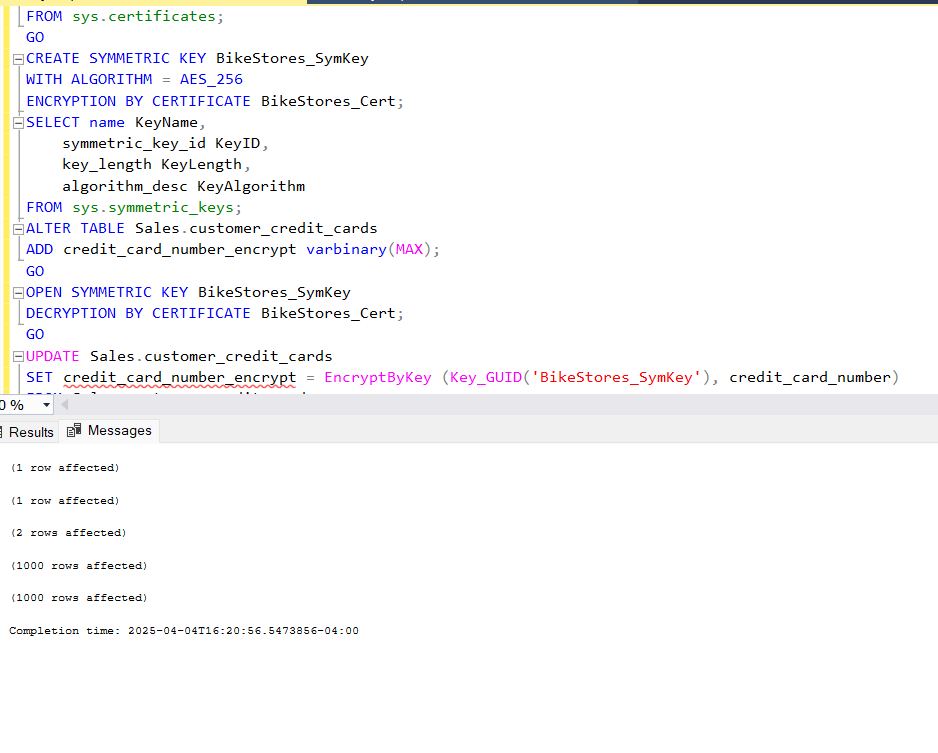 FROM sys.certificates;
GO
CREATE SYMMETRIC KEY BikeStores_SymKey
WITH ALGORITHM = AES_256
ENCRYPTION BY CERTIFICATE BikeStores_Cert;
SELECT name KeyName,
symmetric_key_id KeyID,
key_length KeyLength,
algorithm_desc KeyAlgorithm
FROM sys.symmetric_keys;
ALTER TABLE Sales.customer_credit_cards
ADD credit_card_number_encrypt varbinary(MAX);
GO
OPEN SYMMETRIC KEY BikeStores_SymKey
DECRYPTION BY CERTIFICATE BikeStores_Cert;
GO
UPDATE Sales.customer_credit_cards
SET credit_card_number_encrypt = EncryptByKey (Key_GUID('BikeStores_SymKey'), credit_card_number)
0 %
Results Messages
(1 row affected)
(1 row affected)
(2 rows affected)
(1000 rows affected)
(1000 rows affected)
Completion time: 2025-04-04T16:20:56.5473856-04:00